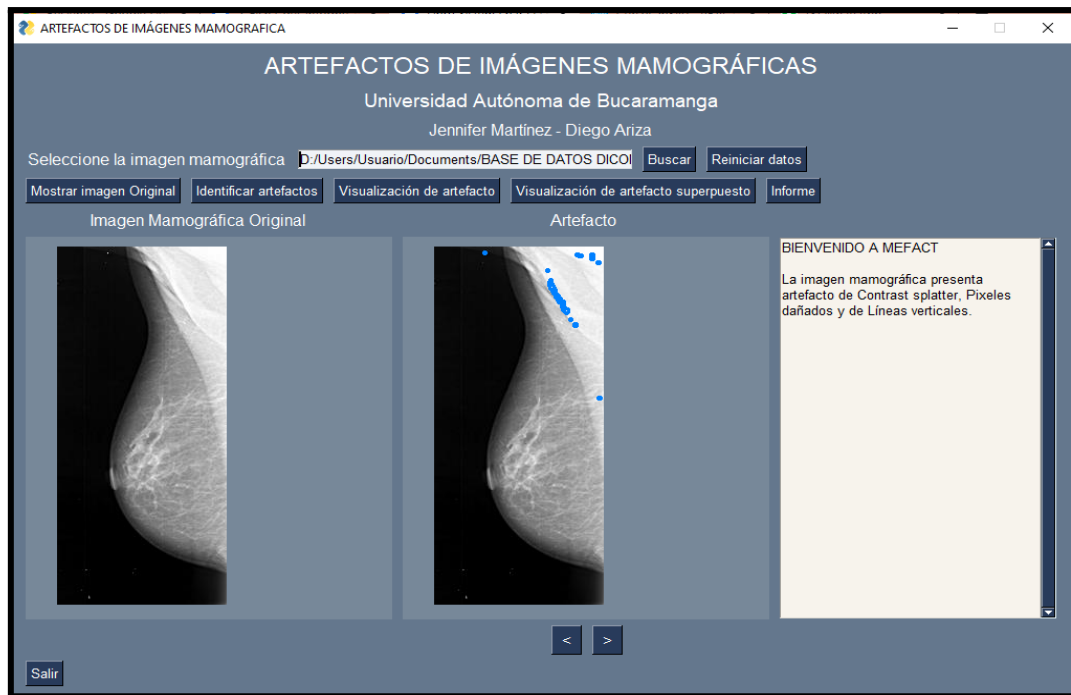 ARTEFACTOS DE IMÁGENES MAMOGRAFICA
ARTEFACTOS DE IMÁGENES MAMOGRÁFICAS
Universidad Autónoma de Bucaramanga
Jennifer Martínez - Diego Ariza
Seleccione la imagen mamográfica D:/Users/Usuario/Documents/BASE DE DATOS DICO Buscar Reiniciar datos
Mostrar imagen Original Identificar artefactos Visualización de artefacto Visualización de artefacto superpuesto Informe
Imagen Mamográfica Original Artefacto
BIENVENIDO A MEFACT
La imagen mamográfica presenta
artefacto de Contrast splatter, Pixeles
dañados y de Líneas verticales.
< >
Salir